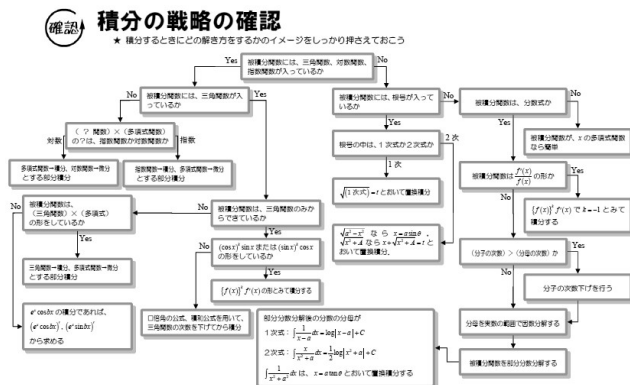 確認
積分の戦略の確認
★ 積分するときにどの解き方をするかのイメージをしっかり押さえておこう
被積分関数には、三角関数、対数関数、
指数関数が入っているか
Yes
No
被積分関数には、三角関数が入
っているか
No
Yes
( ? 関数)×(多項式関数)
の?は、指数関数か対数関数か
対数
指数
多項式関数→積分、対数関数→微分
とする部分積分
指数関数→積分、多項式関数→微分
とする部分積分
被積分関数は、三角関数のみか
らできているか
No
Yes
被積分関数は、
(三角関数)×(多項式)
の形をしているか
No
Yes
三角関数→積分、多項式関数→微分
とする部分積分
e^x cos bx の積分であれば、
(e^x cos bx)', (e^x sin bx)'
から求める
(cos x)^k sin x または (sin x)^k cos x
の形をしているか
No
Yes
[f(x)]^k f'(x) の形とみて積分する
□倍角の公式、積和公式を用いて、
三角関数の次数を下げてから積分
被積分関数には、根号が入って
いるか
No
Yes
根号の中は、1次式か2次式か
2次
1次
√(1次式) = t とおいて置換積分
√(a²−x²) なら x = a sin θ 、
√(x²+A) なら x+√(x²+A) = t と
おいて置換積分。
被積分関数は、分数式か
Yes
No
被積分関数が、x の多項式関数
なら簡単
被積分関数は f'(x)/f(x) の形か
Yes
No
[f(x)]^k f'(x) で k = −1 とみて
積分する
(分子の次数)>(分母の次数) か
Yes
No
分子の次数下げを行う
分母を実数の範囲で因数分解する
被積分関数を部分分数分解する
部分分数分解後の分数の分母が
1次式：∫ 1/(x−a) dx = log|x−a| + C
2次式：∫ x/(x²+a) dx = 1/2 log|x²+a| + C
∫ 1/(x²+a²) dx は、x = a tan θ とおいて置換積分する